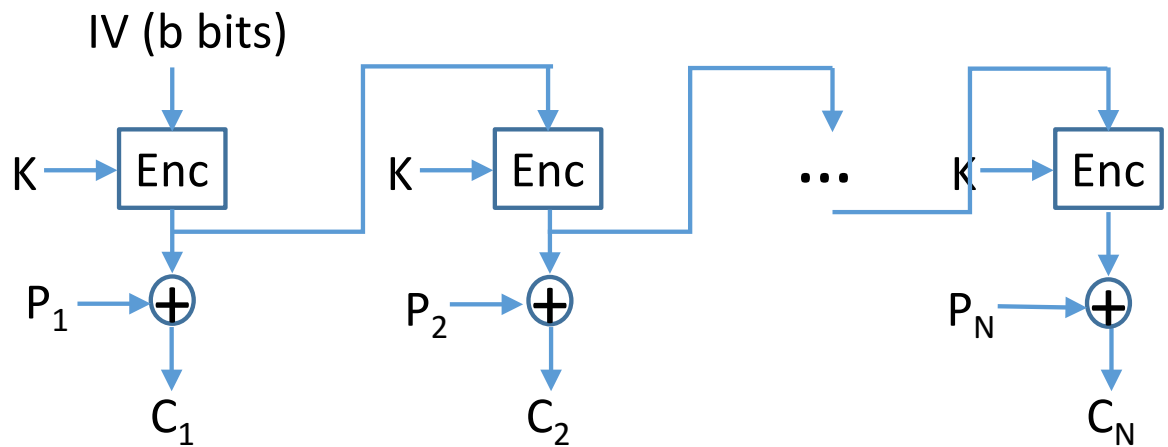 IV (b bits)
K Enc K Enc ... K Enc
P1 + P2 + PN +
C1 C2 CN